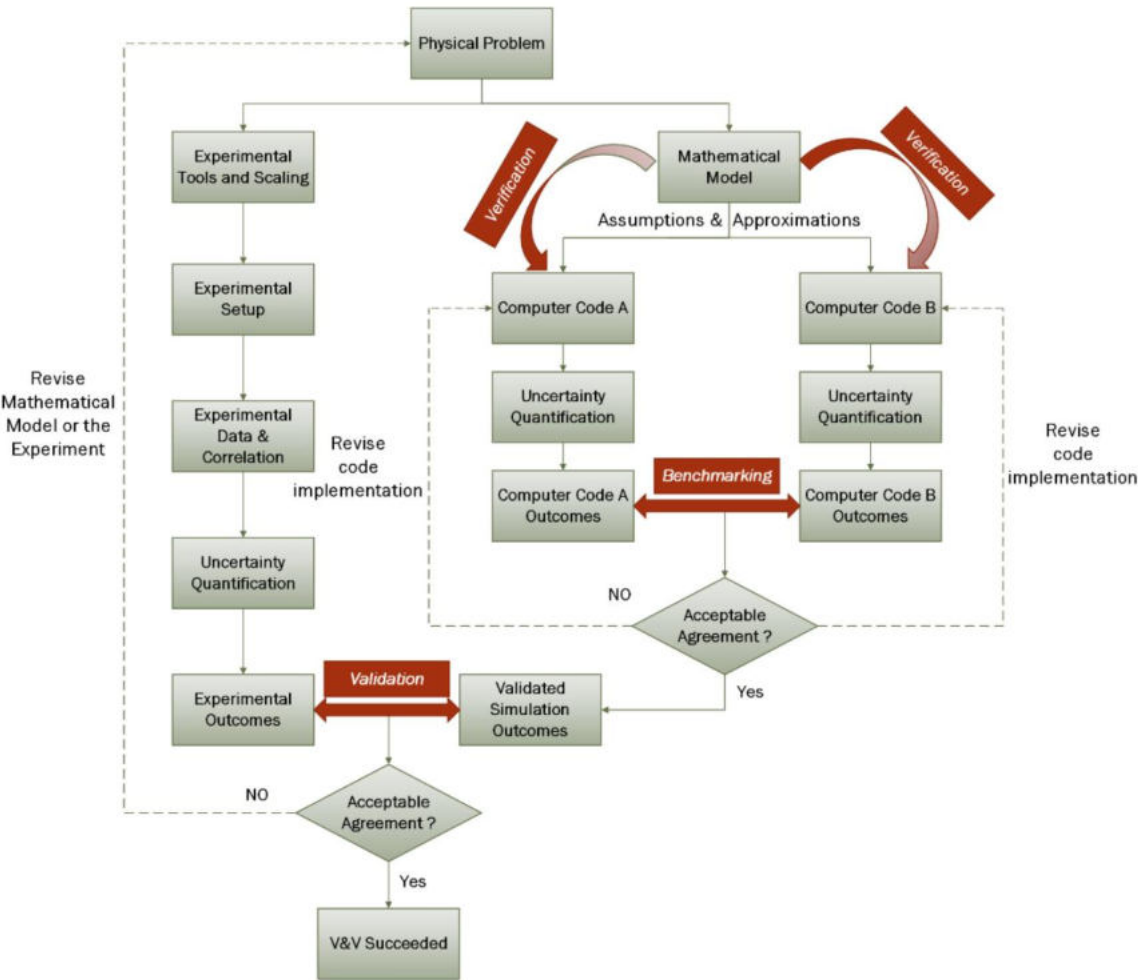 Physical Problem
Experimental
Tools and Scaling
Mathematical
Model
Verification
Verification
Assumptions & Approximations
Experimental
Setup
Computer Code A
Computer Code B
Revise
Mathematical
Model or the
Experiment
Experimental
Data &
Correlation
Revise
code
implementation
Uncertainty
Quantification
Uncertainty
Quantification
Revise
code
implementation
Benchmarking
Computer Code A
Outcomes
Computer Code B
Outcomes
Uncertainty
Quantification
NO
Acceptable
Agreement ?
Yes
Experimental
Outcomes
Validation
Validated
Simulation
Outcomes
NO
Acceptable
Agreement ?
Yes
V&V Succeeded